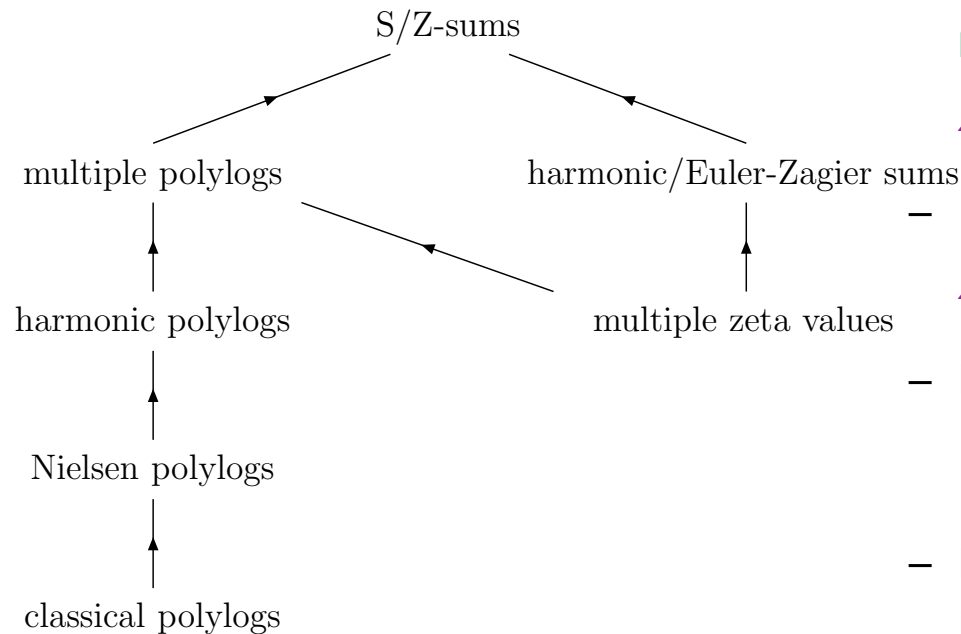 S/Z-sums
multiple polylogs
harmonic/Euler-Zagier sums
harmonic polylogs
multiple zeta values
Nielsen polylogs
classical polylogs